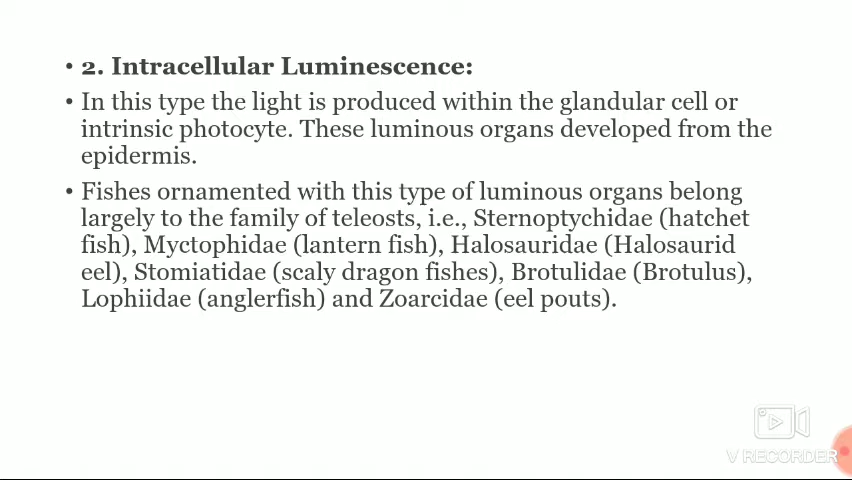 • 2. Intracellular Luminescence:
• In this type the light is produced within the glandular cell or
intrinsic photocyte. These luminous organs developed from the
epidermis.
• Fishes ornamented with this type of luminous organs belong
largely to the family of teleosts, i.e., Sternoptychidae (hatchet
fish), Myctophidae (lantern fish), Halosauridae (Halosaurid
eel), Stomiatidae (scaly dragon fishes), Brotulidae (Brotulus),
Lophiidae (anglerfish) and Zoarcidae (eel pouts).
V RECORDER